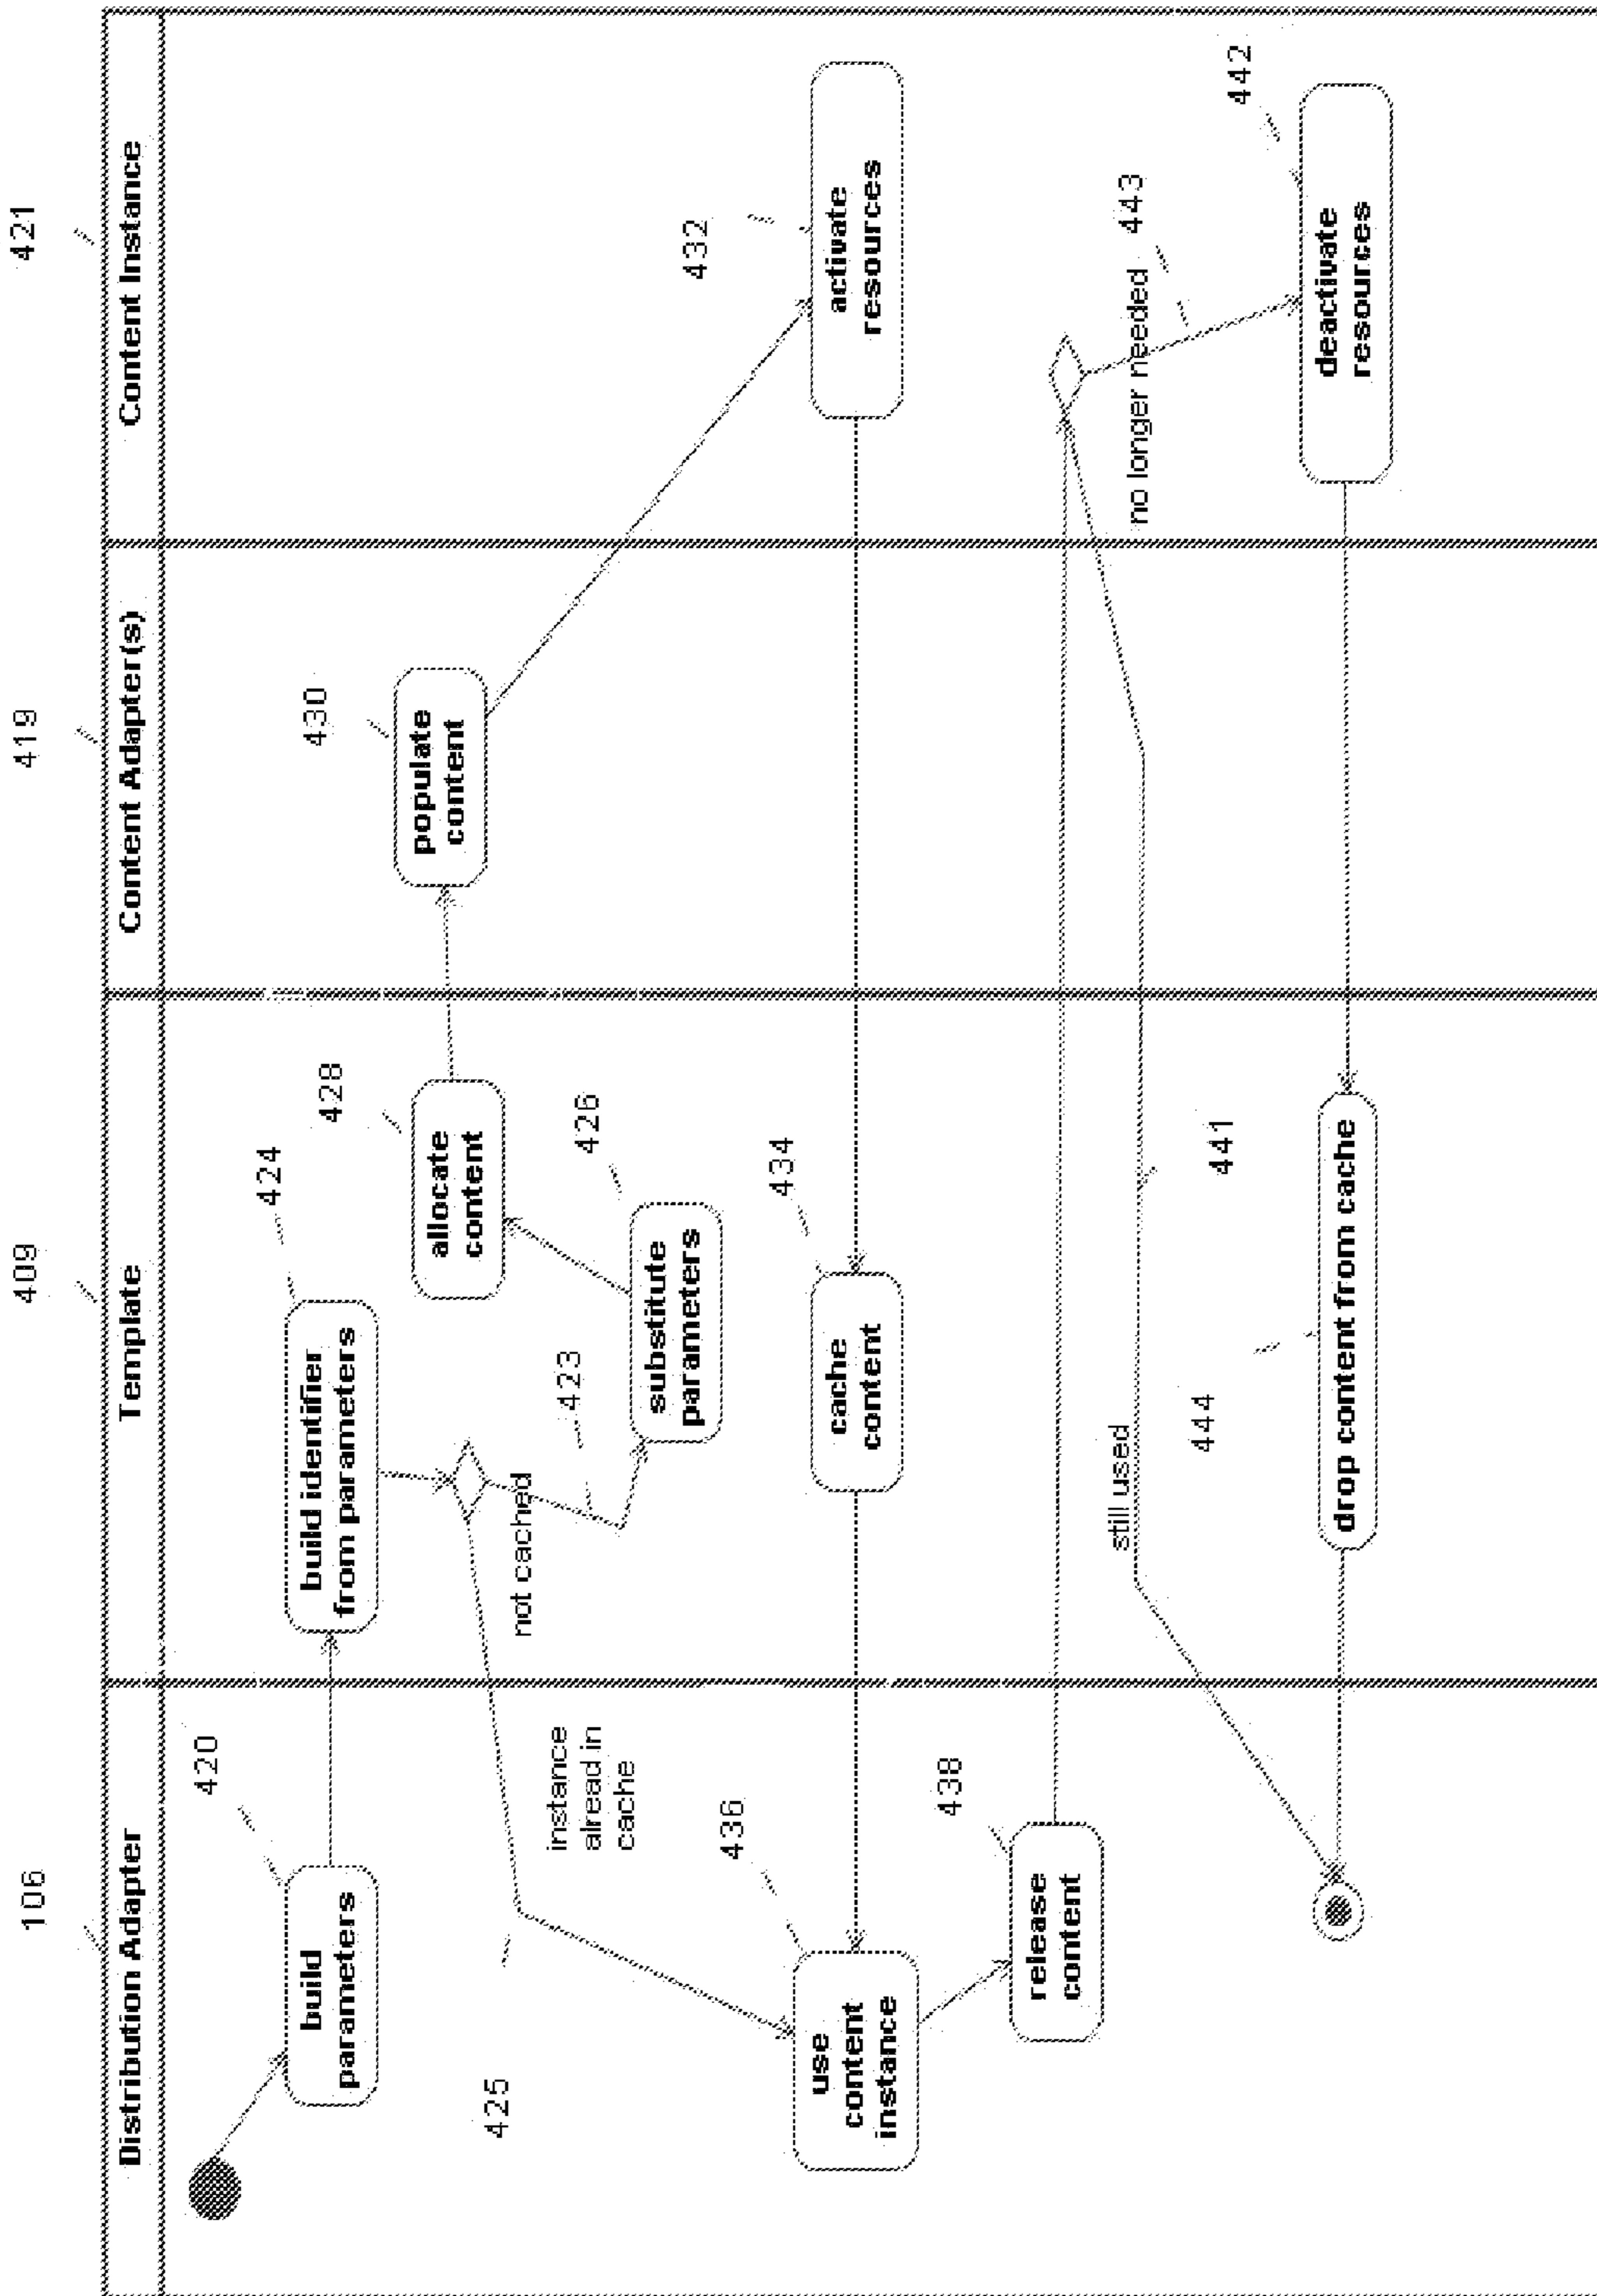 106
409
419
421
Distribution Adapter
Template
Content Adapter(s)
Content Instance
420
build
parameters
424
build identifier
from parameters
428
allocate
content
430
populate
content
not cached
423
426
substitute
parameters
425
instance
alread in
cache
432
activate
resources
434
cache
content
436
use
content
instance
438
release
content
still used
441
no longer needed
443
442
deactivate
resources
444
drop content from cache